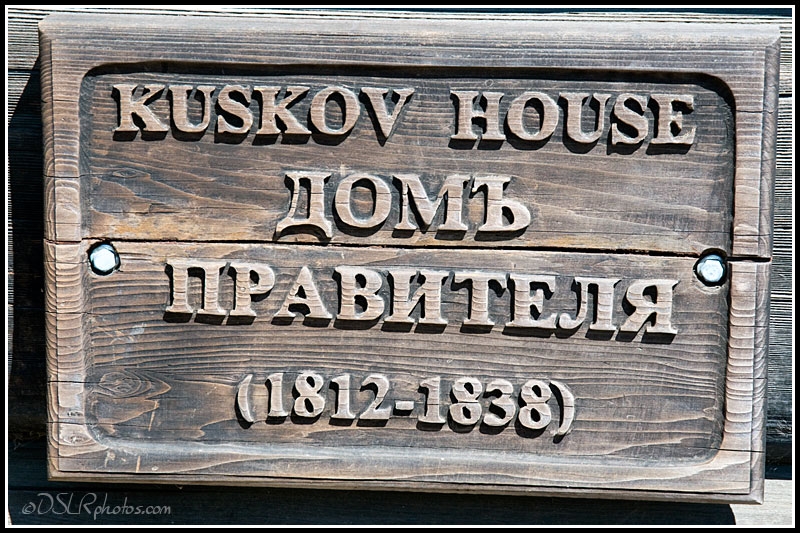 KUSKOV HOUSE
ДОМЪ
ПРАВИТЕЛЯ
(1812-1838)
©DSLRphotos.com